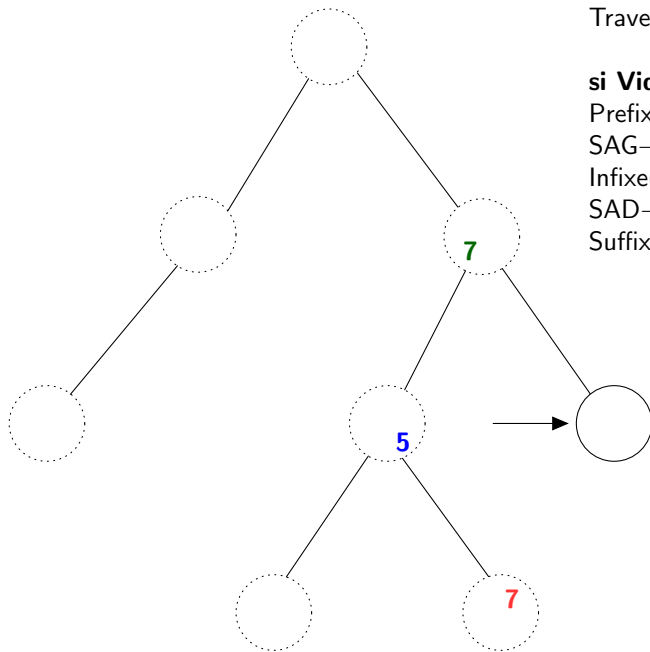 Trave
si Vid
Prefix
SAG–
Infixe
SAD–
Suffix
7
5
7